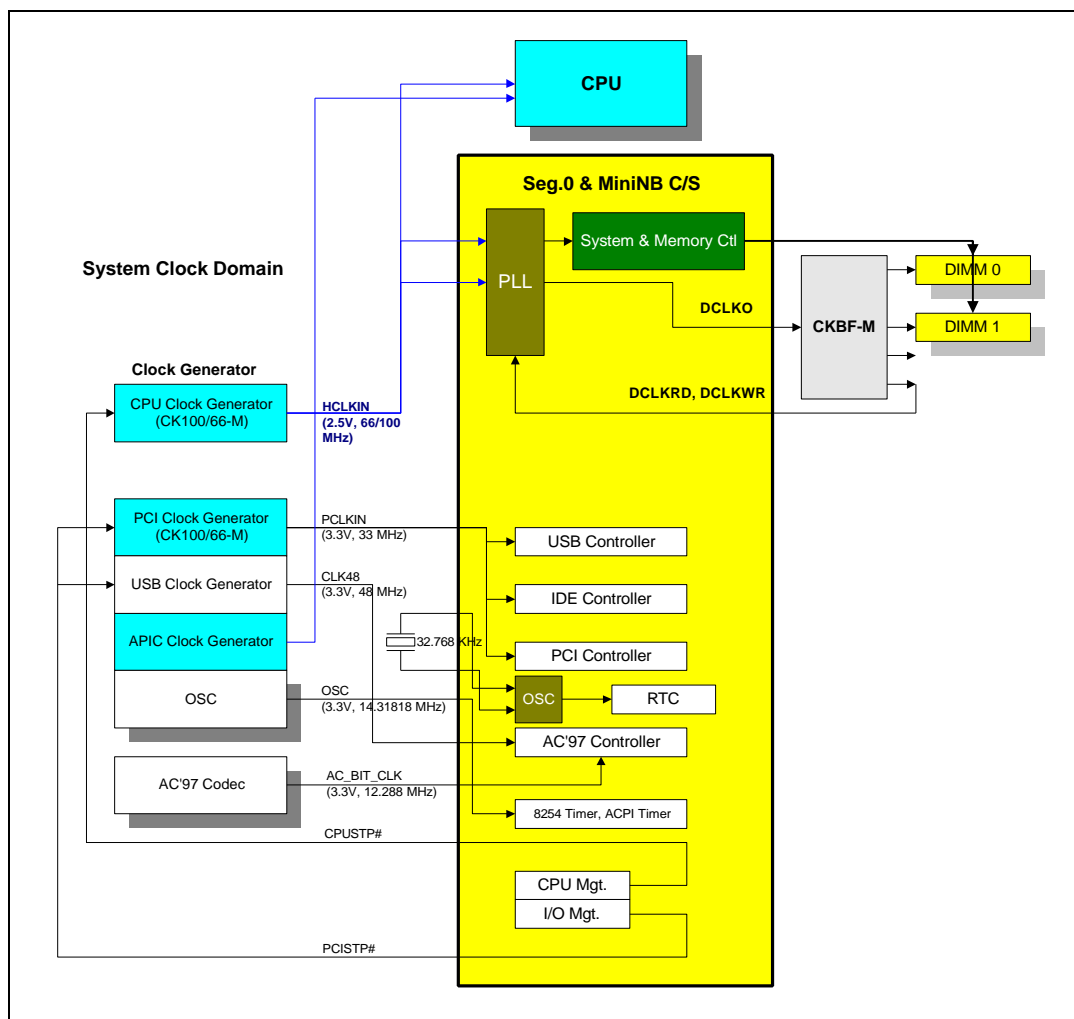 CPU
Seg.0 & MiniNB C/S
System & Memory Ctl
PLL
System Clock Domain
DIMM 0
DIMM 1
CKBF-M
DCLKO
DCLKRD, DCLKWR
Clock Generator
CPU Clock Generator
(CK100/66-M)
HCLKIN
(2.5V, 66/100
MHz)
PCI Clock Generator
(CK100/66-M)
PCLKIN
(3.3V, 33 MHz)
USB Controller
USB Clock Generator
CLK48
(3.3V, 48 MHz)
IDE Controller
APIC Clock Generator
32.768 KHz
PCI Controller
OSC
OSC
(3.3V, 14.31818 MHz)
OSC
RTC
AC'97 Controller
AC'97 Codec
AC_BIT_CLK
(3.3V, 12.288 MHz)
8254 Timer, ACPI Timer
CPUSTP#
CPU Mgt.
I/O Mgt.
PCISTP#